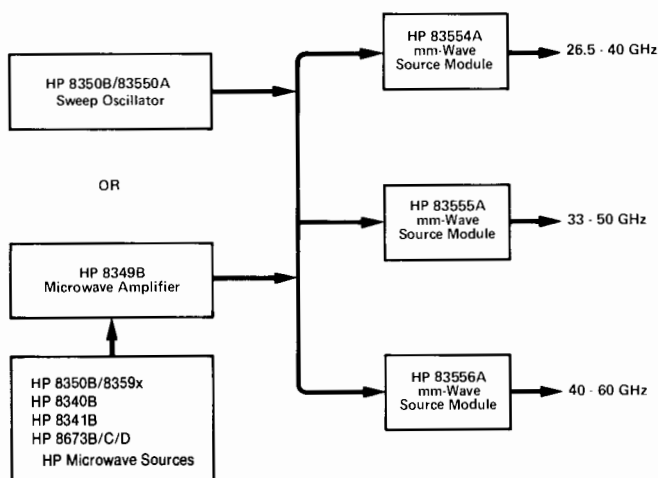 HP 8350B/83550A
Sweep Oscillator
OR
HP 8349B
Microwave Amplifier
HP 8350B/8359x
HP 8340B
HP 8341B
HP 8673B/C/D
HP Microwave Sources
HP 83554A
mm-Wave
Source Module
26.5 - 40 GHz
HP 83555A
mm-Wave
Source Module
33 - 50 GHz
HP 83556A
mm-Wave
Source Module
40 - 60 GHz